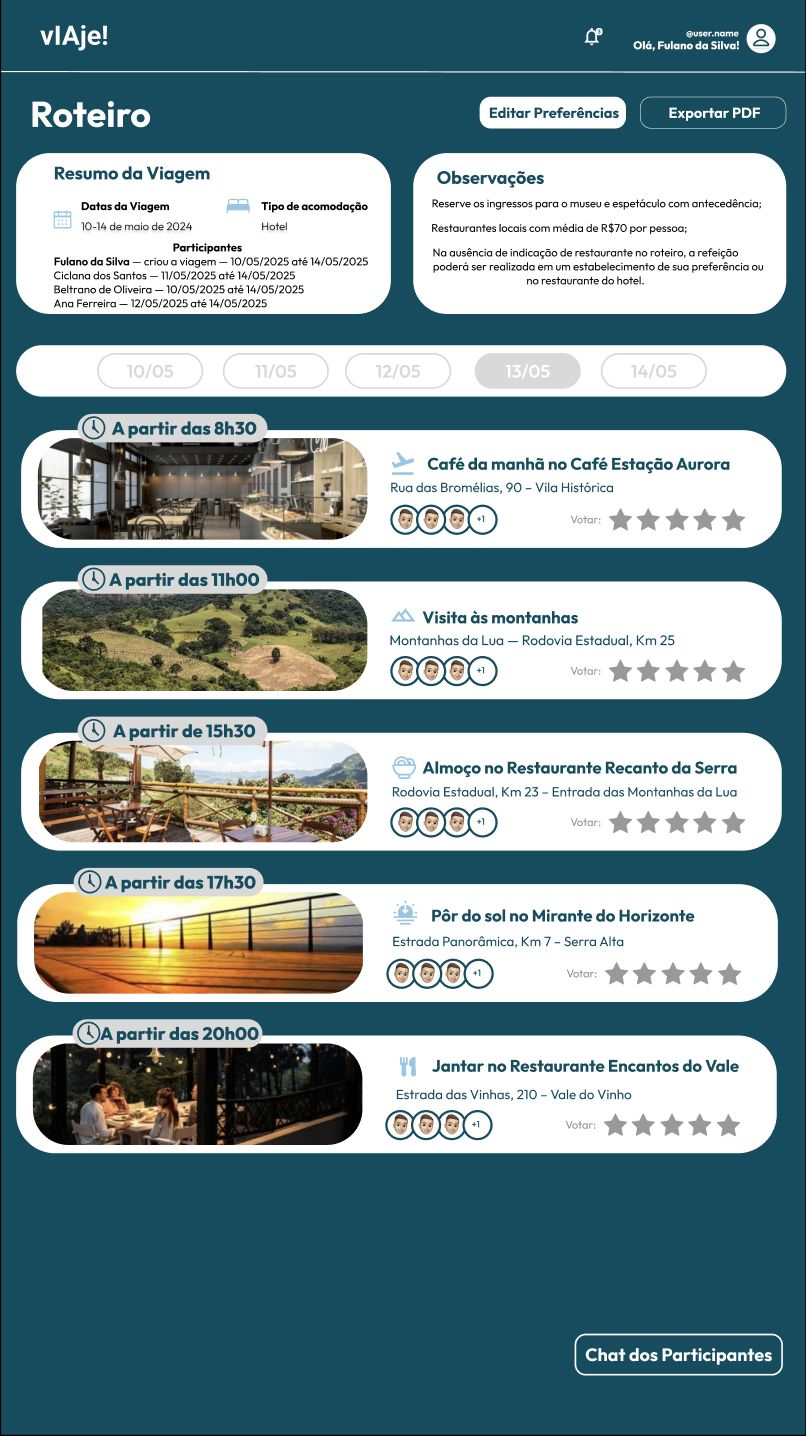 vIAje!
@user.name
Olá, Fulano da Silva!
Roteiro
Editar Preferências
Exportar PDF
Resumo da Viagem
Datas da Viagem
10-14 de maio de 2024
Tipo de acomodação
Hotel
Participantes
Fulano da Silva — criou a viagem — 10/05/2025 até 14/05/2025
Ciclana dos Santos — 11/05/2025 até 14/05/2025
Beltrano de Oliveira — 10/05/2025 até 14/05/2025
Ana Ferreira — 12/05/2025 até 14/05/2025
Observações
Reserve os ingressos para o museu e espetáculo com antecedência;
Restaurantes locais com média de R$70 por pessoa;
Na ausência de indicação de restaurante no roteiro, a refeição
poderá ser realizada em um estabelecimento de sua preferência ou
no restaurante do hotel.
10/05
11/05
12/05
13/05
14/05
A partir das 8h30
Café da manhã no Café Estação Aurora
Rua das Bromélias, 90 – Vila Histórica
+1
Votar:
A partir das 11h00
Visita às montanhas
Montanhas da Lua — Rodovia Estadual, Km 25
+1
Votar:
A partir de 15h30
Almoço no Restaurante Recanto da Serra
Rodovia Estadual, Km 23 – Entrada das Montanhas da Lua
+1
Votar:
A partir das 17h30
Pôr do sol no Mirante do Horizonte
Estrada Panorâmica, Km 7 – Serra Alta
+1
Votar:
A partir das 20h00
Jantar no Restaurante Encantos do Vale
Estrada das Vinhas, 210 – Vale do Vinho
+1
Votar:
Chat dos Participantes